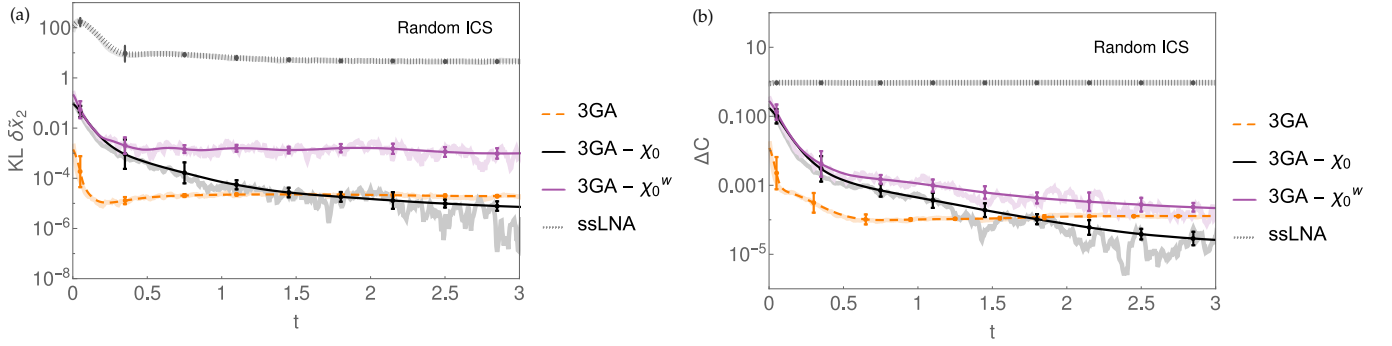 (a)
Random ICS
KL δx̃₂
100
1
0.01
10⁻⁴
10⁻⁶
10⁻⁸
0
0.5
1
1.5
2
2.5
3
t
3GA
3GA − χ₀
3GA − χ₀ʷ
ssLNA
(b)
Random ICS
ΔC
10
0.100
0.001
10⁻⁵
0
0.5
1
1.5
2
2.5
3
t
3GA
3GA − χ₀
3GA − χ₀ʷ
ssLNA